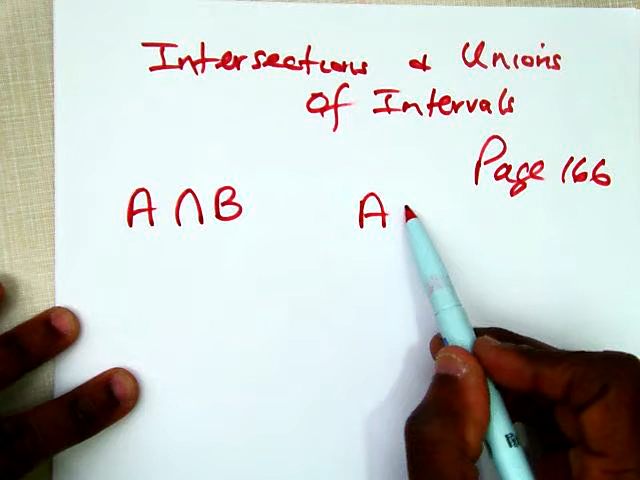 Intersections & Unions
Of Intervals
Page 166
A ∩ B A